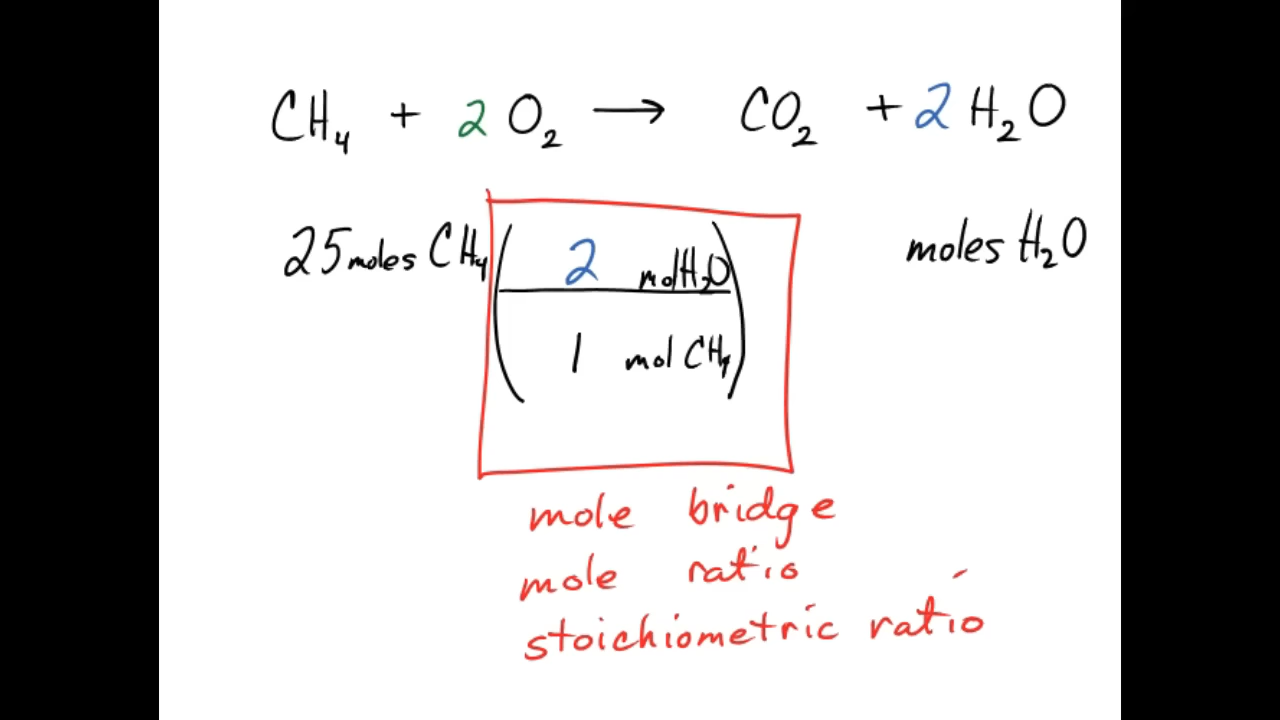 CH₄ + 2 O₂ → CO₂ + 2 H₂O
25 moles CH₄ ( 2 mol H₂O / 1 mol CH₄ ) moles H₂O
mole bridge
mole ratio
stoichiometric ratio